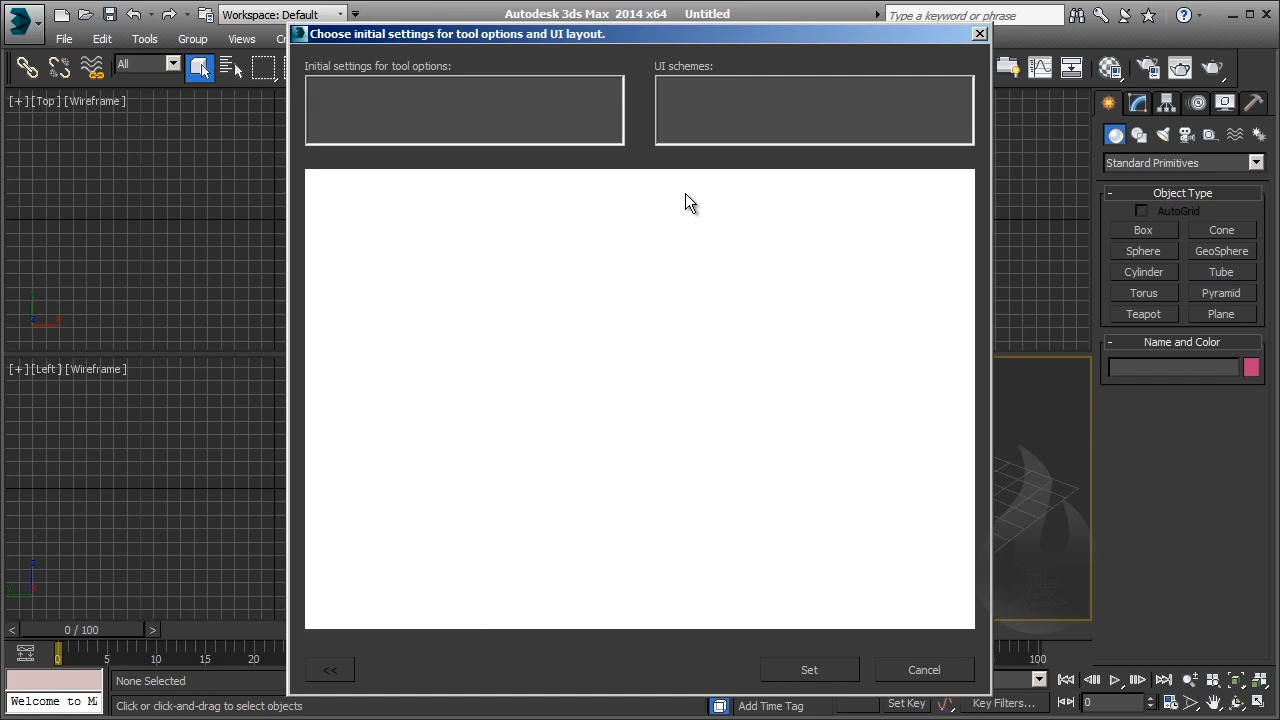 Workspace: Default
Autodesk 3ds Max 2014 x64 Untitled
Type a keyword or phrase
File Edit Tools Group Views
Choose initial settings for tool options and UI layout.
All
Initial settings for tool options:
UI schemes:
[+][Top][Wireframe]
Standard Primitives
- Object Type
AutoGrid
Box Cone
Sphere GeoSphere
Cylinder Tube
Torus Pyramid
Teapot Plane
- Name and Color
[+][Left][Wireframe]
< 0 / 100 >
0 5 10 15 20 100
<< Set Cancel
None Selected
Welcome to
Click or click-and-drag to select objects
Add Time Tag
Set Key
Key Filters...
0